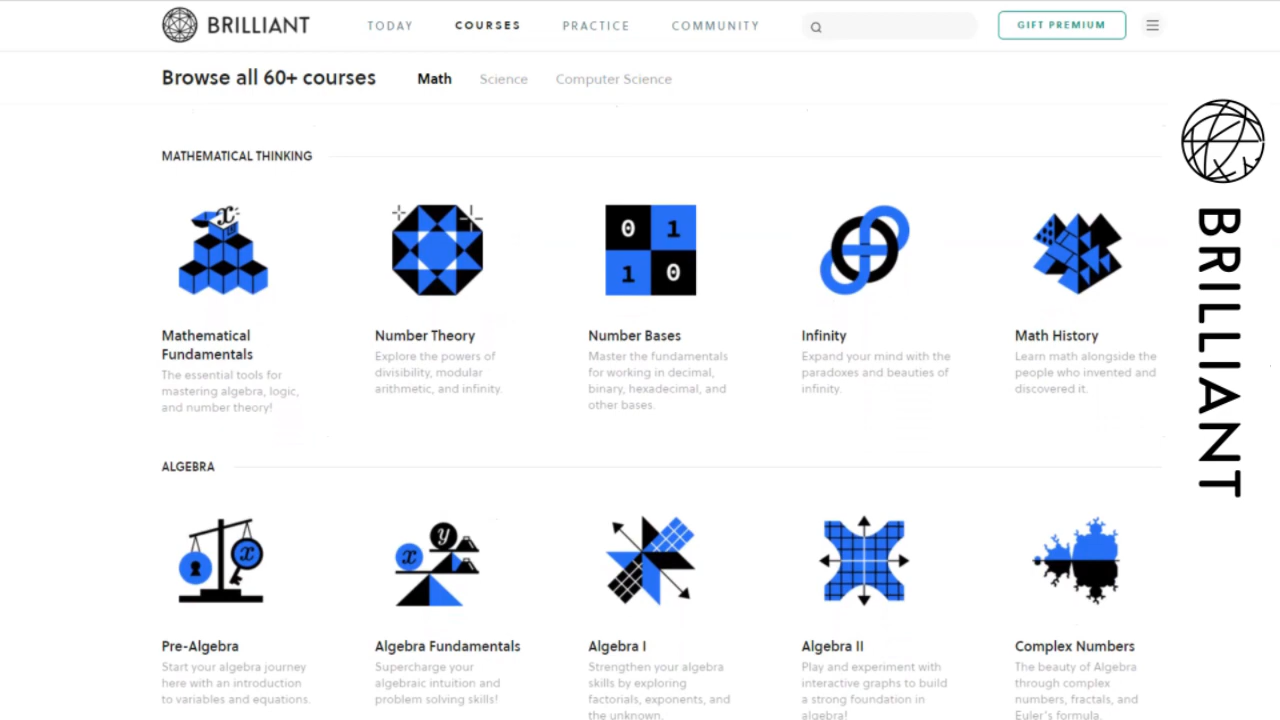 BRILLIANT TODAY COURSES PRACTICE COMMUNITY GIFT PREMIUM
Browse all 60+ courses Math Science Computer Science
MATHEMATICAL THINKING
x
0 1
1 0
Mathematical
Fundamentals
The essential tools for
mastering algebra, logic,
and number theory!
Number Theory
Explore the powers of
divisibility, modular
arithmetic, and infinity.
Number Bases
Master the fundamentals
for working in decimal,
binary, hexadecimal, and
other bases.
Infinity
Expand your mind with the
paradoxes and beauties of
infinity.
Math History
Learn math alongside the
people who invented and
discovered it.
ALGEBRA
x
x y
Pre-Algebra
Start your algebra journey
here with an introduction
to variables and equations.
Algebra Fundamentals
Supercharge your
algebraic intuition and
problem solving skills!
Algebra I
Strengthen your algebra
skills by exploring
factorials, exponents, and
the unknown.
Algebra II
Play and experiment with
interactive graphs to build
a strong foundation in
algebra!
Complex Numbers
The beauty of Algebra
through complex
numbers, fractals, and
Euler's formula.
BRILLIANT